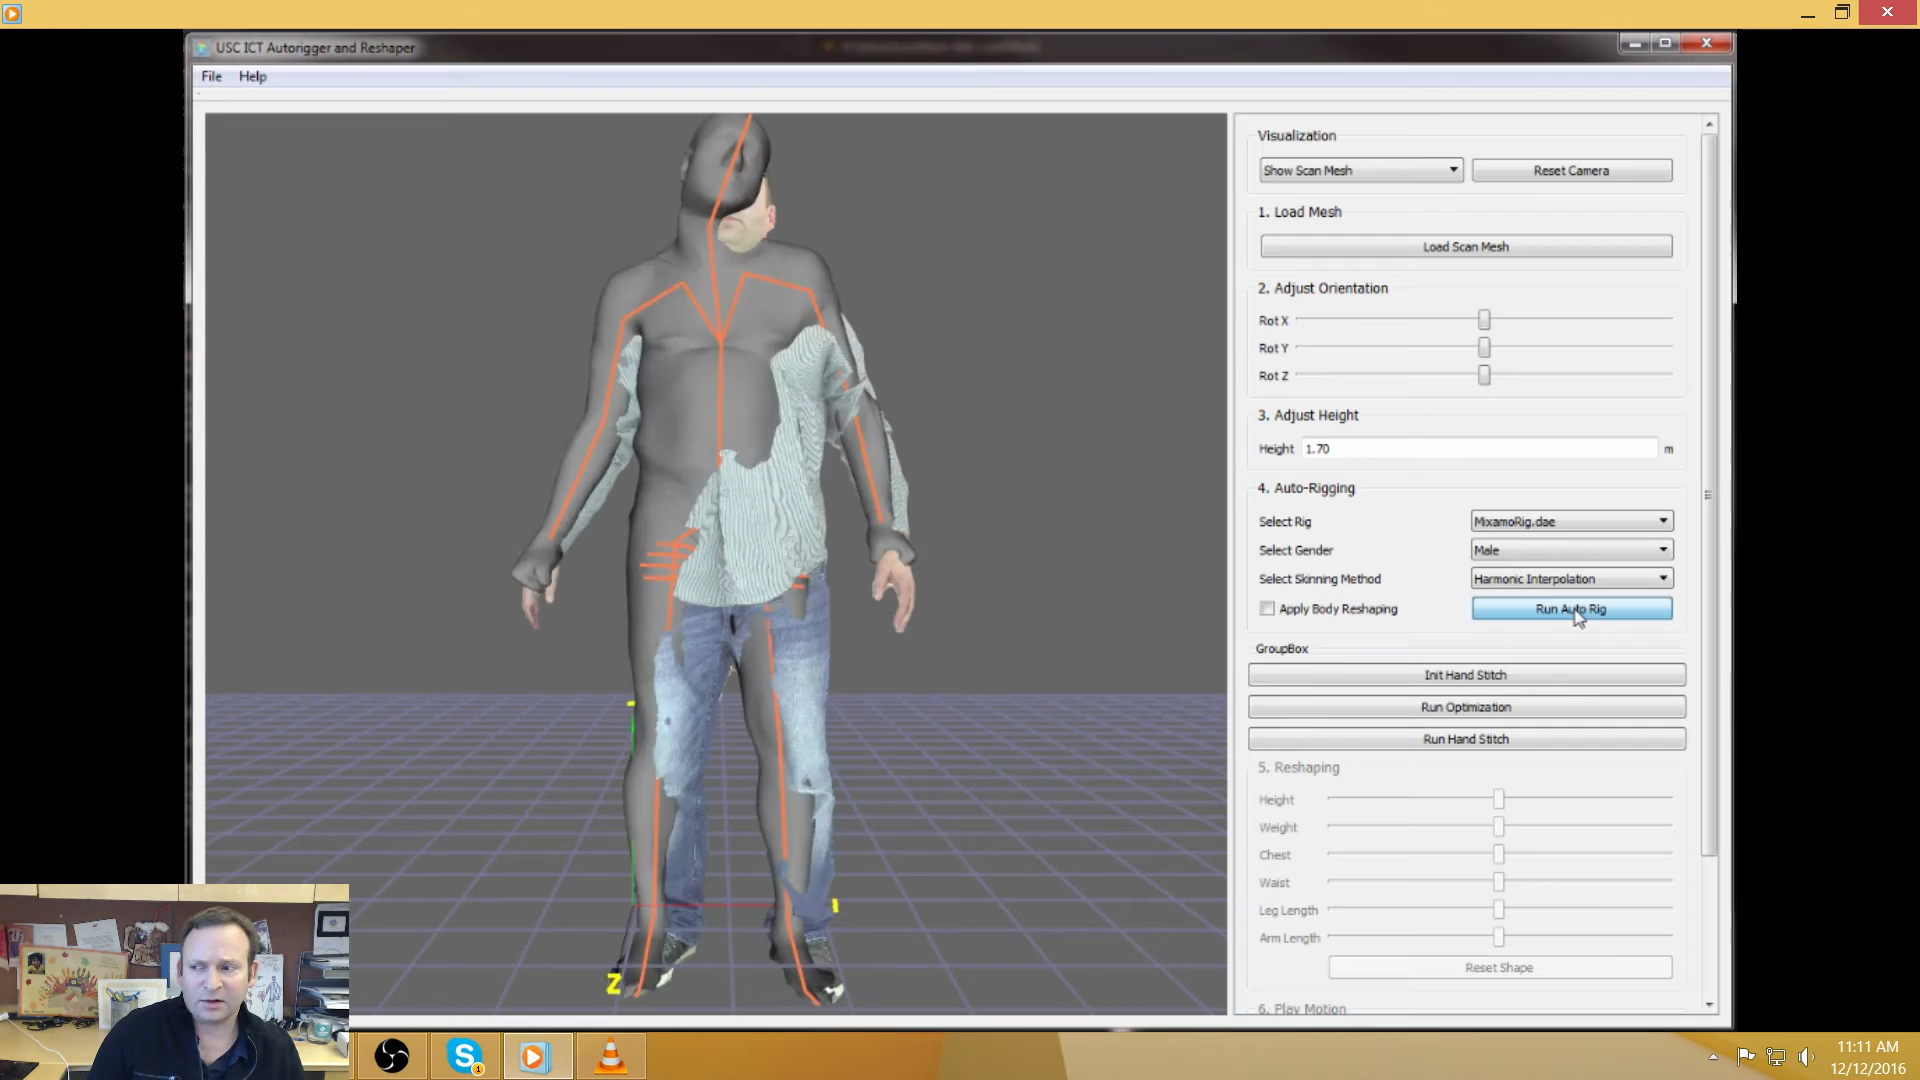 USC ICT Autorigger and Reshaper
File Help
Visualization
Show Scan Mesh Reset Camera
1. Load Mesh
Load Scan Mesh
2. Adjust Orientation
Rot X
Rot Y
Rot Z
3. Adjust Height
Height 1.70 m
4. Auto-Rigging
Select Rig MixamoRig.dae
Select Gender Male
Select Skinning Method Harmonic Interpolation
Apply Body Reshaping Run Auto Rig
GroupBox
Init Hand Stitch
Run Optimization
Run Hand Stitch
5. Reshaping
Height
Weight
Chest
Waist
Leg Length
Arm Length
Reset Shape
6. Play Motion
Z
1
11:11 AM
12/12/2016